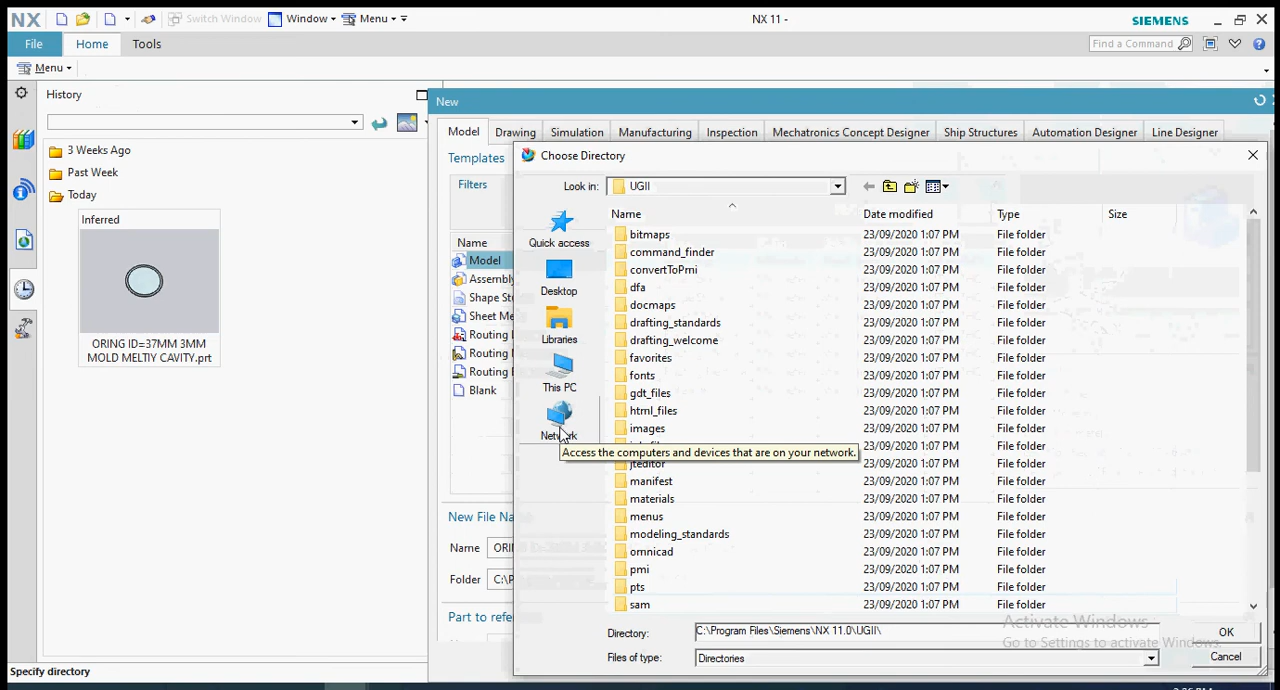 NX Switch Window Window Menu NX 11 - SIEMENS
File Home Tools Find a Command
Menu
History
3 Weeks Ago
Past Week
Today
Inferred
ORING ID=37MM 3MM
MOLD MELTIY CAVITY.prt
New
Model Drawing Simulation Manufacturing Inspection Mechatronics Concept Designer Ship Structures Automation Designer Line Designer
Templates
Filters
Name
Model
Assembly
Shape St
Sheet Me
Routing
Routing
Routing
Blank
New File Na
Name ORI
Folder C:\P
Part to refe
Choose Directory
Look in: UGII
Quick access
Desktop
Libraries
This PC
Network
Name Date modified Type Size
bitmaps 23/09/2020 1:07 PM File folder
command_finder 23/09/2020 1:07 PM File folder
convertToPmi 23/09/2020 1:07 PM File folder
dfa 23/09/2020 1:07 PM File folder
docmaps 23/09/2020 1:07 PM File folder
drafting_standards 23/09/2020 1:07 PM File folder
drafting_welcome 23/09/2020 1:07 PM File folder
favorites 23/09/2020 1:07 PM File folder
fonts 23/09/2020 1:07 PM File folder
gdt_files 23/09/2020 1:07 PM File folder
html_files 23/09/2020 1:07 PM File folder
images 23/09/2020 1:07 PM File folder
23/09/2020 1:07 PM File folder
Access the computers and devices that are on your network.
jteditor 23/09/2020 1:07 PM File folder
manifest 23/09/2020 1:07 PM File folder
materials 23/09/2020 1:07 PM File folder
menus 23/09/2020 1:07 PM File folder
modeling_standards 23/09/2020 1:07 PM File folder
omnicad 23/09/2020 1:07 PM File folder
pmi 23/09/2020 1:07 PM File folder
pts 23/09/2020 1:07 PM File folder
sam 23/09/2020 1:07 PM File folder
Directory: C:\Program Files\Siemens\NX 11.0\UGII\ OK
Files of type: Directories Cancel
Activate Windows
Go to Settings to activate Windows.
Specify directory